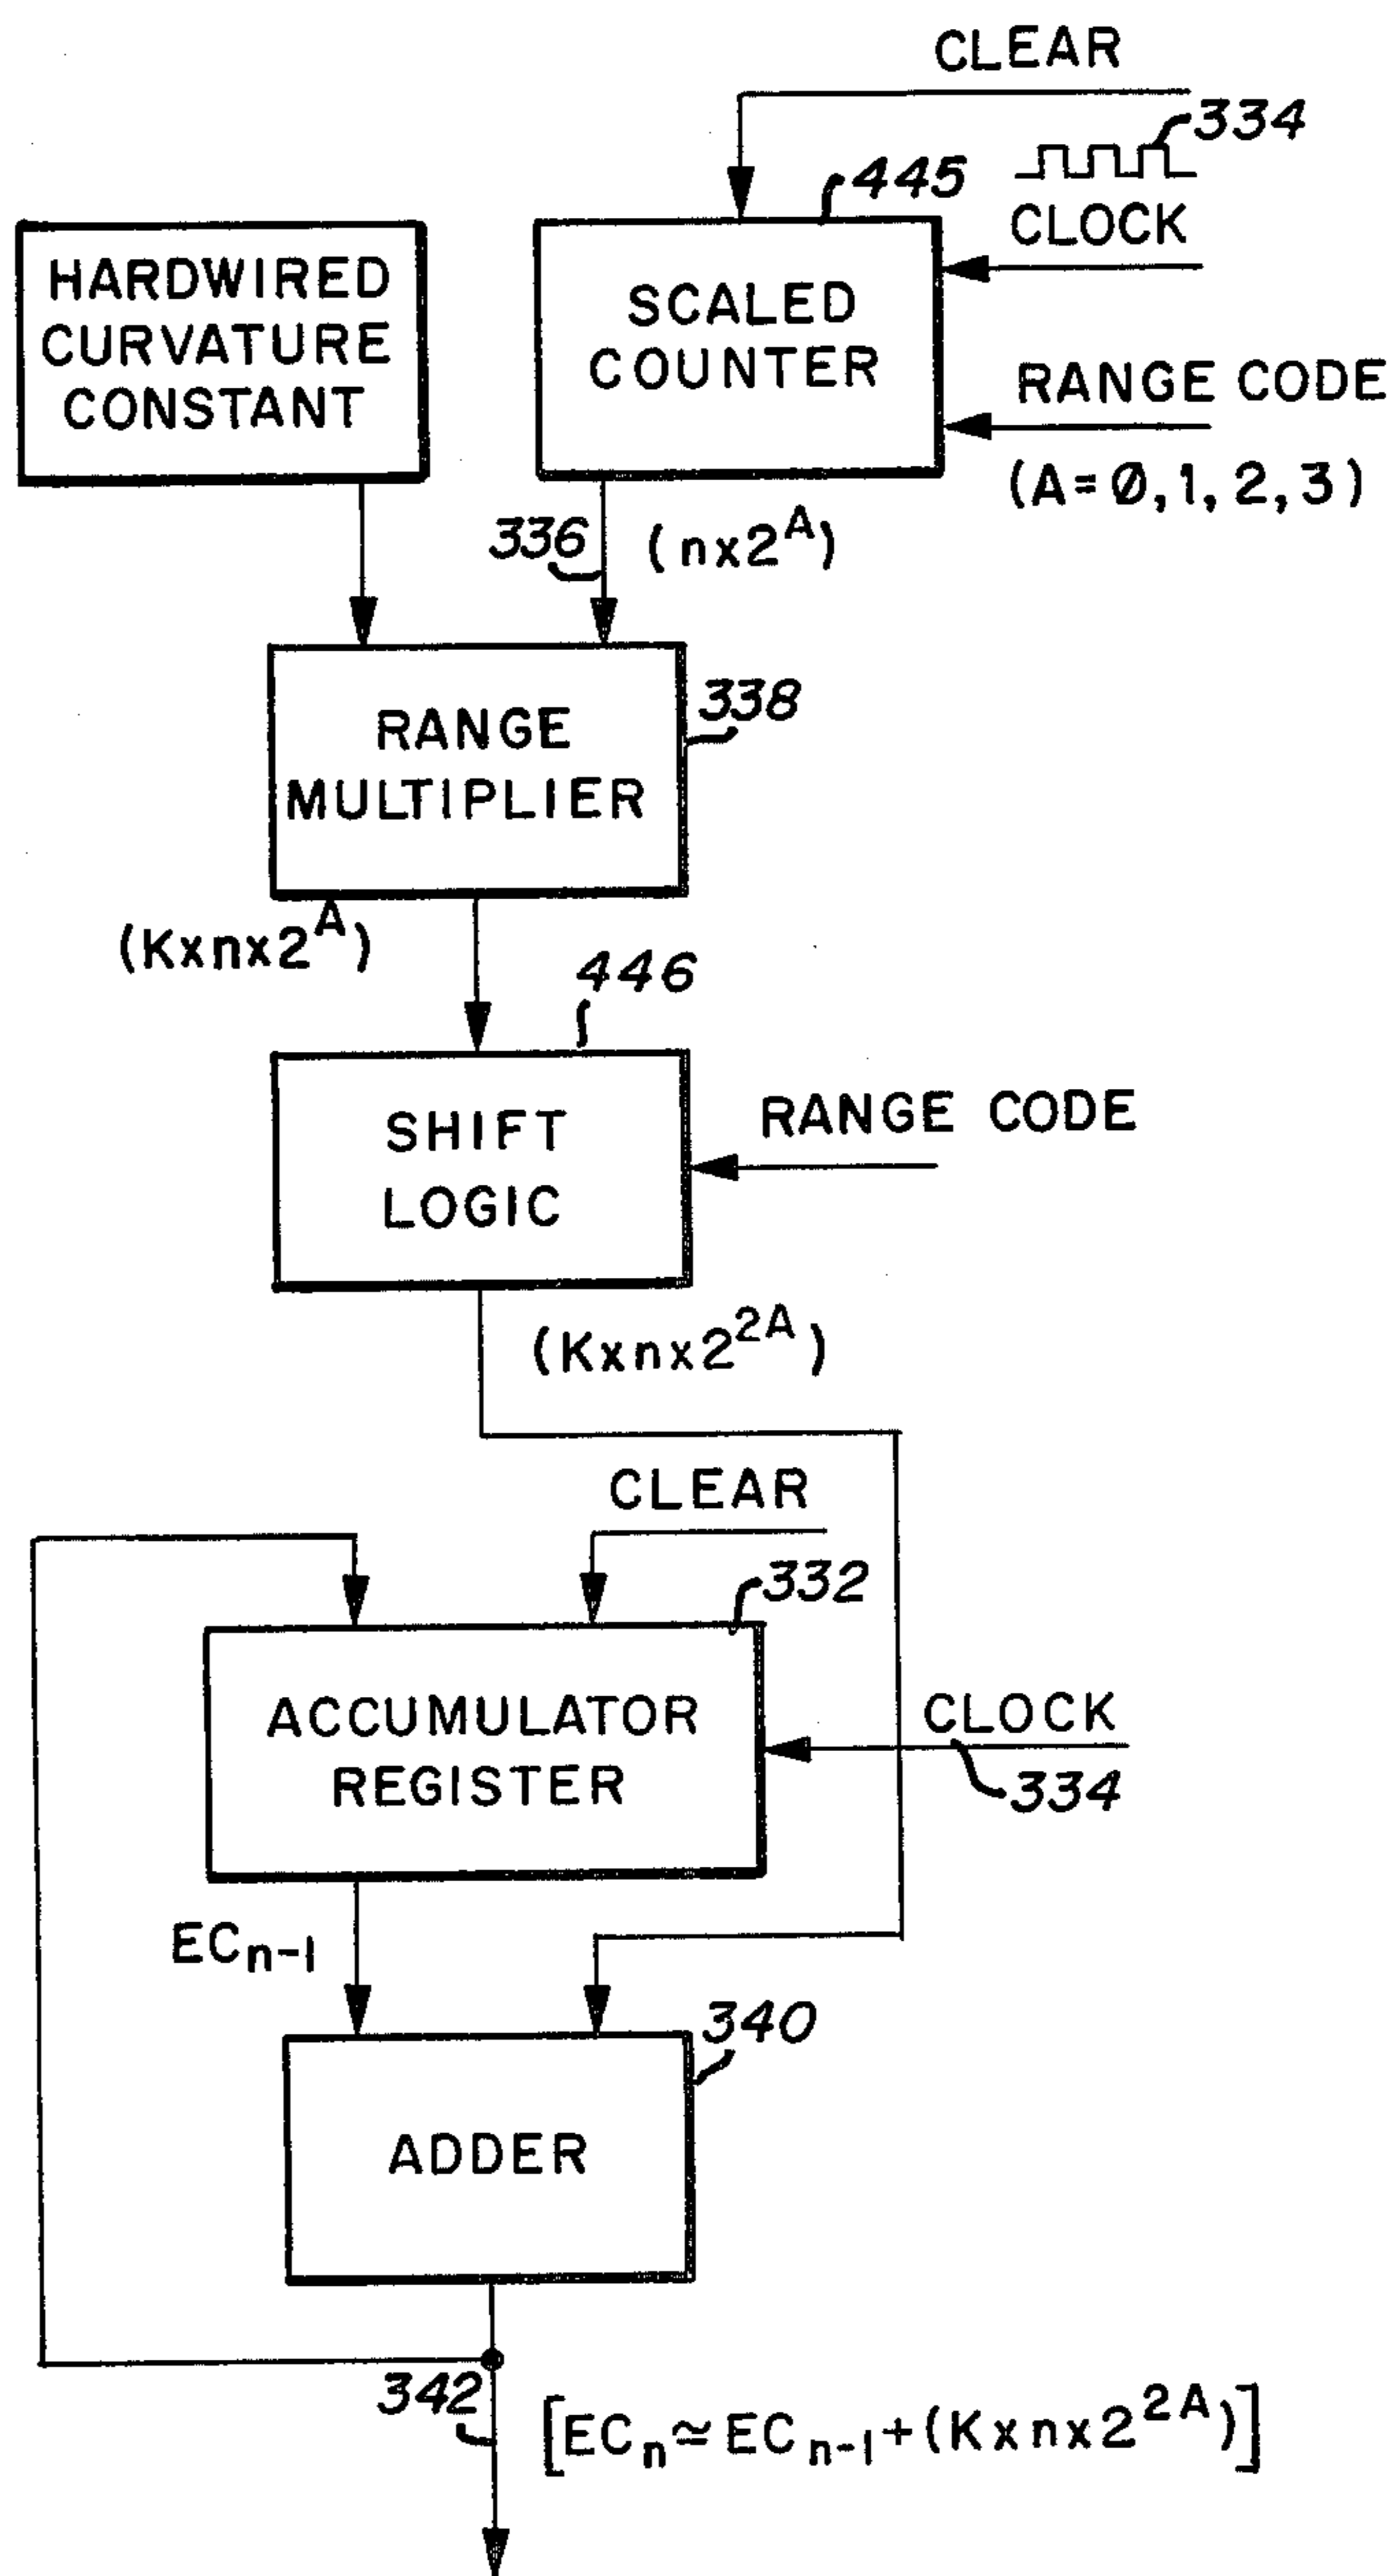 CLEAR
334
445
CLOCK
HARDWIRED
CURVATURE
CONSTANT
SCALED
COUNTER
RANGE CODE
(A=Ø,1,2,3)
336
(nx2^A)
RANGE
MULTIPLIER
338
(Kxnx2^A)
446
SHIFT
LOGIC
RANGE CODE
(Kxnx2^2A)
CLEAR
332
ACCUMULATOR
REGISTER
CLOCK
334
EC_n-1
340
ADDER
342
[EC_n≃EC_n-1+(Kxnx2^2A)]